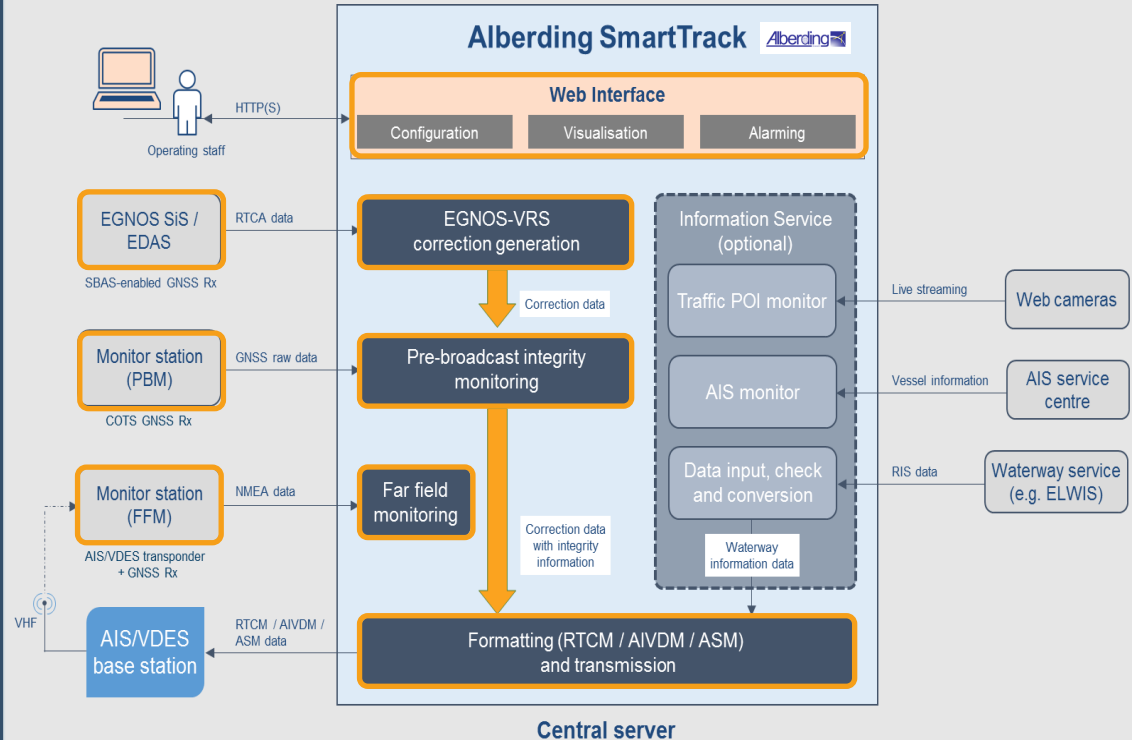 Alberding SmartTrack
Alberding
Web Interface
Configuration
Visualisation
Alarming
HTTP(S)
Operating staff
EGNOS SiS /
EDAS
SBAS-enabled GNSS Rx
RTCA data
EGNOS-VRS
correction generation
Correction data
Monitor station
(PBM)
COTS GNSS Rx
GNSS raw data
Pre-broadcast integrity
monitoring
Monitor station
(FFM)
AIS/VDES transponder
+ GNSS Rx
NMEA data
Far field
monitoring
Correction data
with integrity
information
Information Service
(optional)
Traffic POI monitor
Live streaming
Web cameras
AIS monitor
Vessel information
AIS service
centre
Data input, check
and conversion
RIS data
Waterway service
(e.g. ELWIS)
Waterway
information data
VHF
AIS/VDES
base station
RTCM / AIVDM /
ASM data
Formatting (RTCM / AIVDM / ASM)
and transmission
Central server